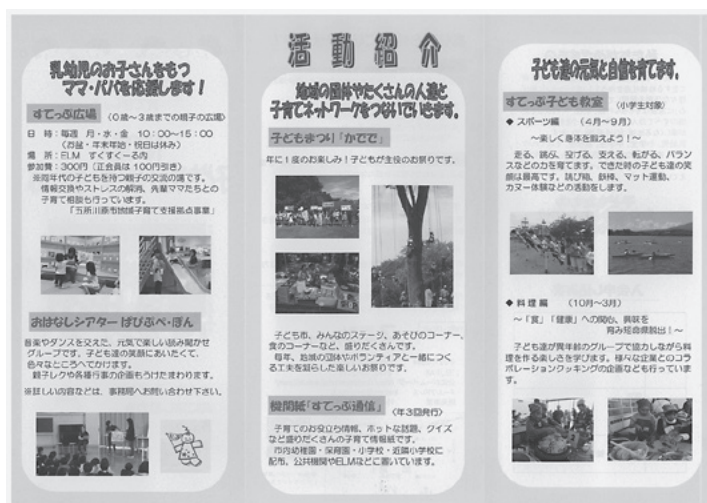 活動紹介
乳幼児のお子さんをもつ
ママ・パパを応援します！
すてっぷ広場 （0歳～3歳までの親子の広場）
日 時：毎週 月・水・金 10：00～15：00
（お盆・年末年始・祝日は休み）
場 所：ELM すくすくーる内
参加費：300円（正会員は100円引き）
※同年代の子どもを持つ親子の交流の場です。
情報交換やストレスの解消、先輩ママたちとの
子育て相談も行っています。
「五所川原市地域子育て支援拠点事業」
おはなしシアター ぱぴぷぺ・ぽん
音楽やダンスを交えた、元気で楽しい読み聞かせ
グループです。子ども達の笑顔にあいたくて、
色々なところへでかけます。
親子レクや各種行事の企画もうけたまわります。
※詳しい内容などは、事務局へお問い合わせ下さい。
地域の団体やたくさんの人達と
子育てネットワークをつないでいきます。
子どもまつり「かでで」
年に1度のお楽しみ！子どもが主役のお祭りです。
子ども市、みんなのステージ、あそびのコーナー、
食のコーナーなど、盛りだくさんです。
毎年、地域の団体やボランティアと一緒につく
る工夫を凝らした楽しいお祭りです。
機関紙「すてっぷ通信」 （年3回発行）
子育てのお役立ち情報、ホットな話題、クイズ
など盛りだくさんの子育て情報紙です。
市内幼稚園・保育園・小学校・近隣小学校に
配布、公共機関やELMなどに置いています。
子ども達の元気と自信を育てます。
すてっぷ子ども教室 （小学生対象）
◆ スポーツ編 （4月～9月）
～楽しく身体を鍛えよう！～
走る、跳ぶ、投げる、支える、転がる、バラン
スなどの力を育てます。できた時の子ども達の笑
顔は最高です。跳び箱、鉄棒、マット運動、
カヌー体験などの活動をします。
◆ 料理編 （10月～3月）
～「食」「健康」への関心、興味を
育み短命県脱出！～
子ども達が異年齢のグループで協力しながら料
理を作る楽しさを学びます。様々な企業とのコラ
ボレーションクッキングの企画なども行っていま
す。